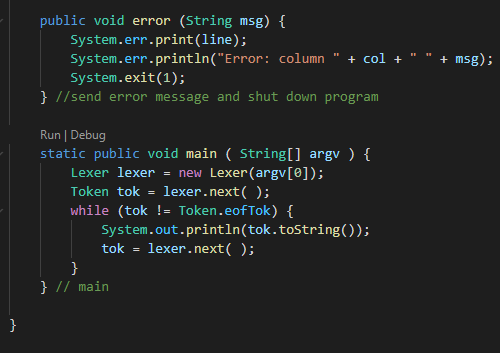 public void error (String msg) {
System.err.print(line);
System.err.println("Error: column " + col + " " + msg);
System.exit(1);
} //send error message and shut down program
Run | Debug
static public void main ( String[] argv ) {
Lexer lexer = new Lexer(argv[0]);
Token tok = lexer.next( );
while (tok != Token.eofTok) {
System.out.println(tok.toString());
tok = lexer.next( );
}
} // main
}